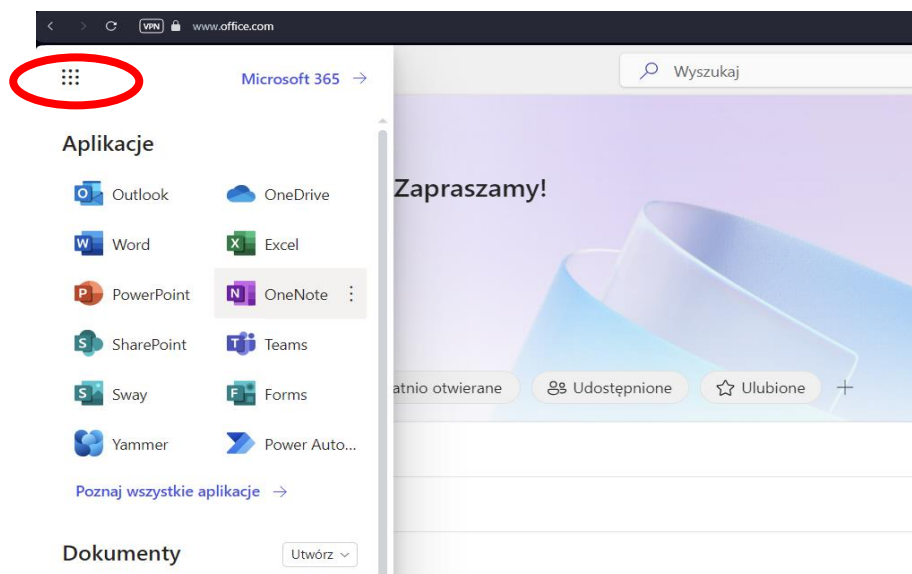 VPN www.office.com
Microsoft 365 →
Wyszukaj
Aplikacje
Outlook OneDrive
Zapraszamy!
Word Excel
PowerPoint OneNote
SharePoint Teams
atnio otwierane Udostępnione Ulubione +
Sway Forms
Yammer Power Auto...
Poznaj wszystkie aplikacje →
Dokumenty Utwórz